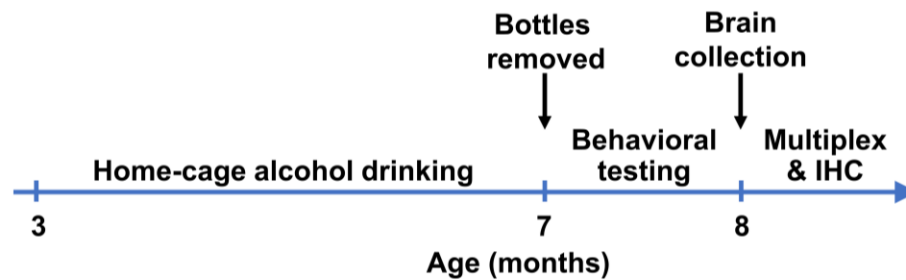 Bottles
removed
Brain
collection
Home-cage alcohol drinking
Behavioral
testing
Multiplex
& IHC
3
7
8
Age (months)